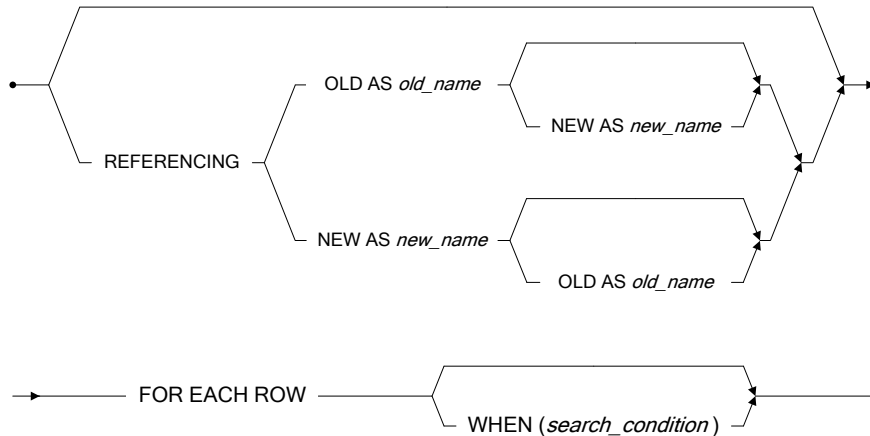 OLD AS old_name
NEW AS new_name
REFERENCING
NEW AS new_name
OLD AS old_name
FOR EACH ROW
WHEN (search_condition)